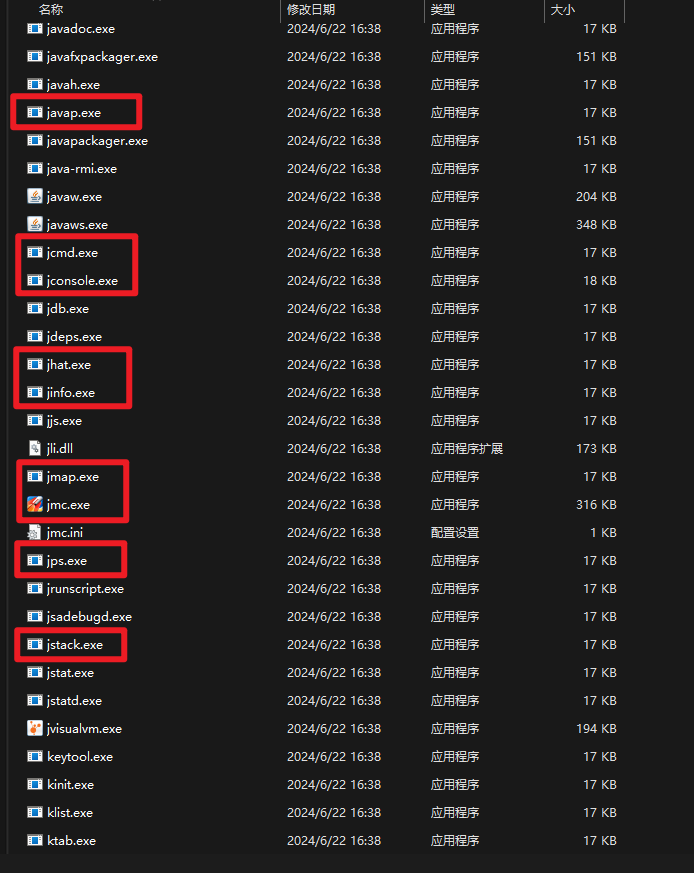 名称 修改日期 类型 大小
javadoc.exe 2024/6/22 16:38 应用程序 17 KB
javafxpackager.exe 2024/6/22 16:38 应用程序 151 KB
javah.exe 2024/6/22 16:38 应用程序 17 KB
javap.exe 2024/6/22 16:38 应用程序 17 KB
javapackager.exe 2024/6/22 16:38 应用程序 151 KB
java-rmi.exe 2024/6/22 16:38 应用程序 17 KB
javaw.exe 2024/6/22 16:38 应用程序 204 KB
javaws.exe 2024/6/22 16:38 应用程序 348 KB
jcmd.exe 2024/6/22 16:38 应用程序 17 KB
jconsole.exe 2024/6/22 16:38 应用程序 18 KB
jdb.exe 2024/6/22 16:38 应用程序 17 KB
jdeps.exe 2024/6/22 16:38 应用程序 17 KB
jhat.exe 2024/6/22 16:38 应用程序 17 KB
jinfo.exe 2024/6/22 16:38 应用程序 17 KB
jjs.exe 2024/6/22 16:38 应用程序 17 KB
jli.dll 2024/6/22 16:38 应用程序扩展 173 KB
jmap.exe 2024/6/22 16:38 应用程序 17 KB
jmc.exe 2024/6/22 16:38 应用程序 316 KB
jmc.ini 2024/6/22 16:38 配置设置 1 KB
jps.exe 2024/6/22 16:38 应用程序 17 KB
jrunscript.exe 2024/6/22 16:38 应用程序 17 KB
jsadebugd.exe 2024/6/22 16:38 应用程序 17 KB
jstack.exe 2024/6/22 16:38 应用程序 17 KB
jstat.exe 2024/6/22 16:38 应用程序 17 KB
jstatd.exe 2024/6/22 16:38 应用程序 17 KB
jvisualvm.exe 2024/6/22 16:38 应用程序 194 KB
keytool.exe 2024/6/22 16:38 应用程序 17 KB
kinit.exe 2024/6/22 16:38 应用程序 17 KB
klist.exe 2024/6/22 16:38 应用程序 17 KB
ktab.exe 2024/6/22 16:38 应用程序 17 KB